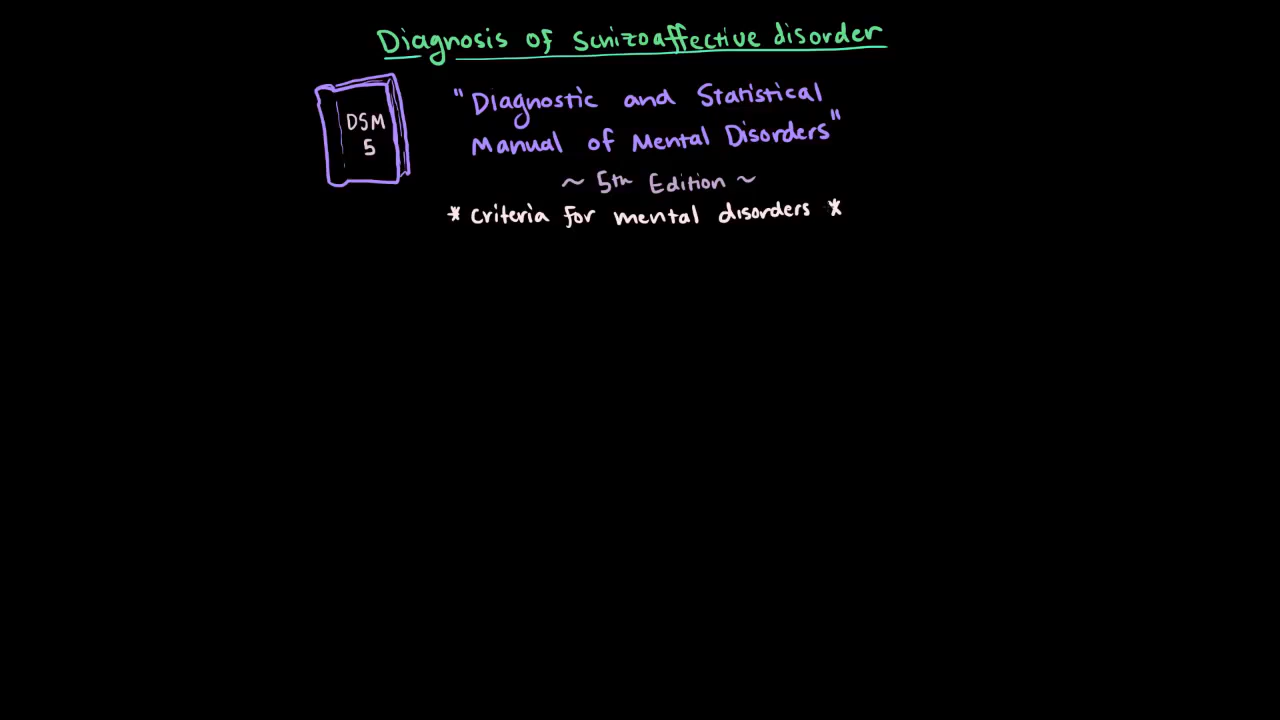 Diagnosis of schizoaffective disorder
DSM
5
"Diagnostic and Statistical
Manual of Mental Disorders"
~ 5th Edition ~
* criteria for mental disorders *